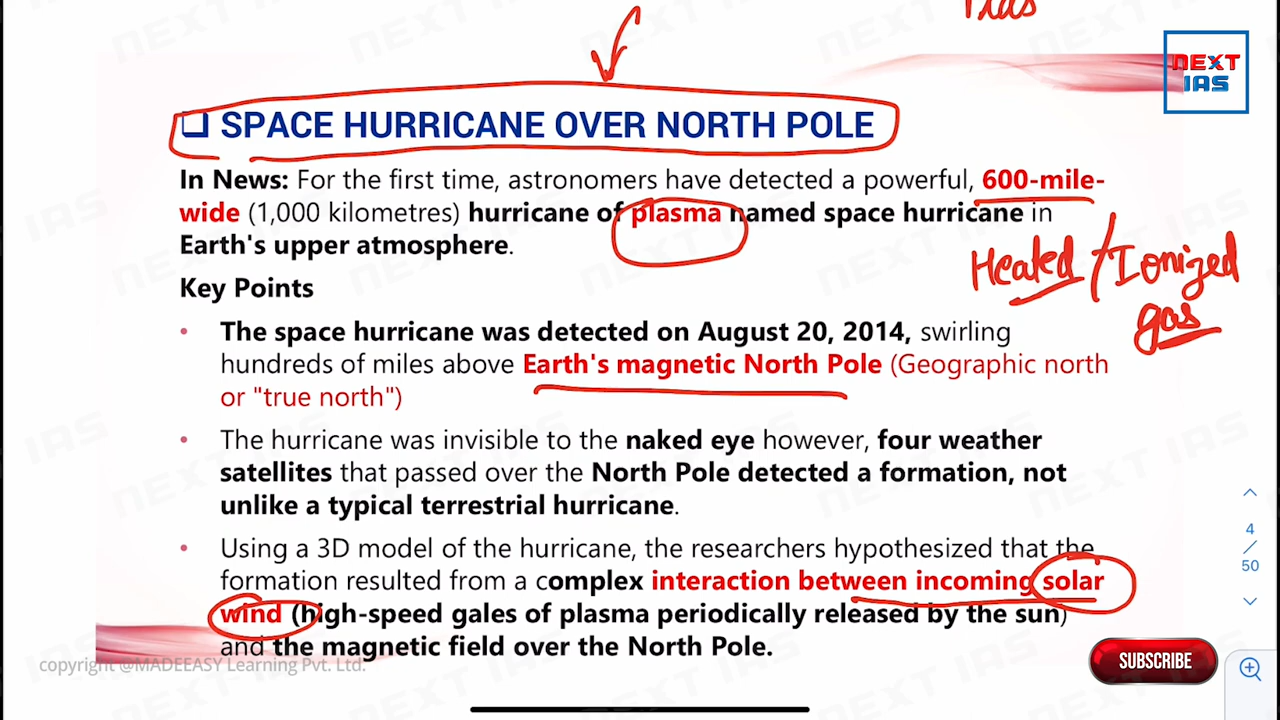 Plas
NEXT
IAS
❑ SPACE HURRICANE OVER NORTH POLE
In News: For the first time, astronomers have detected a powerful, 600-mile-
wide (1,000 kilometres) hurricane of plasma named space hurricane in
Earth's upper atmosphere.
Heated / Ionized
gas
Key Points
• The space hurricane was detected on August 20, 2014, swirling
hundreds of miles above Earth's magnetic North Pole (Geographic north
or "true north")
• The hurricane was invisible to the naked eye however, four weather
satellites that passed over the North Pole detected a formation, not
unlike a typical terrestrial hurricane.
• Using a 3D model of the hurricane, the researchers hypothesized that the
formation resulted from a complex interaction between incoming solar
wind (high-speed gales of plasma periodically released by the sun)
and the magnetic field over the North Pole.
4
/
50
copyright @MADEEASY Learning Pvt. Ltd.
SUBSCRIBE